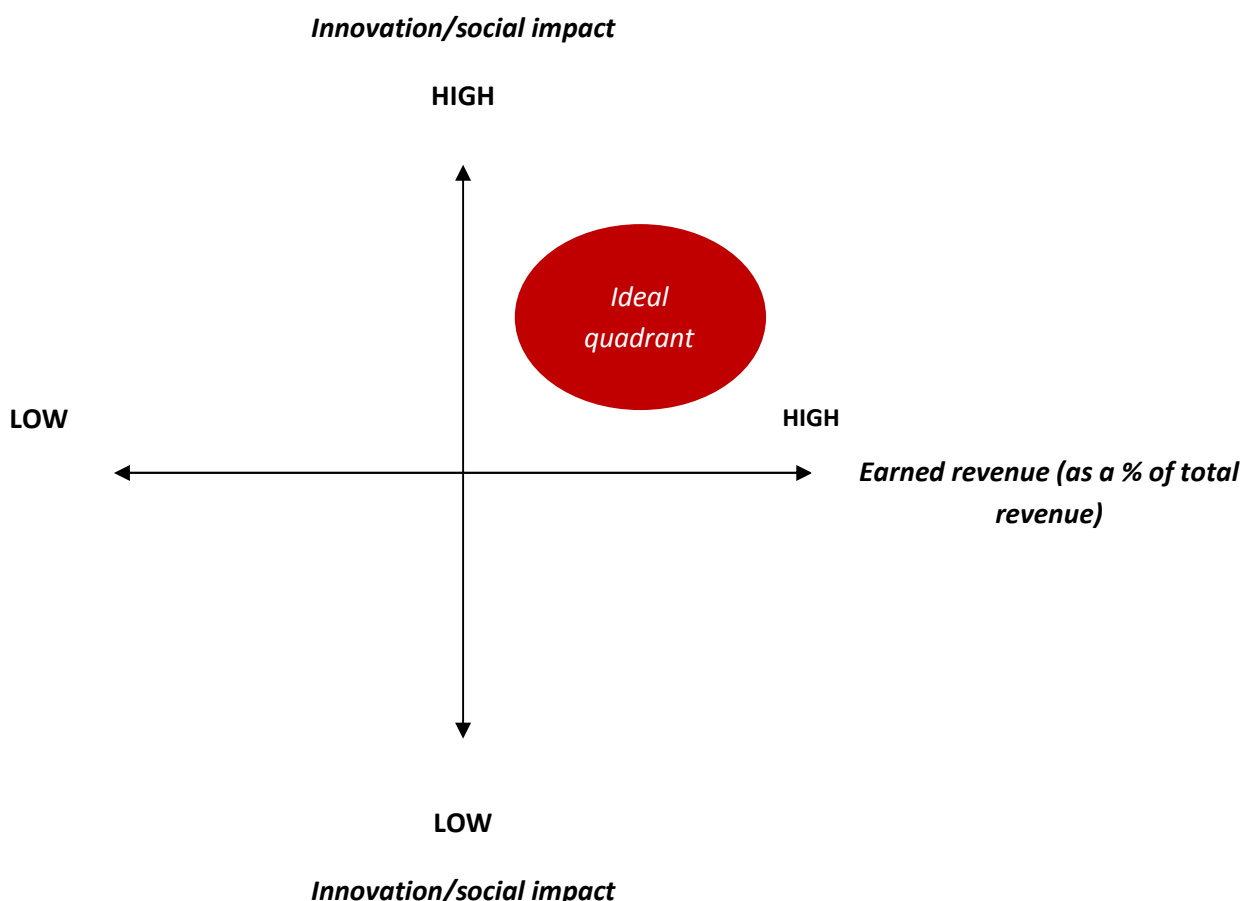 Innovation/social impact
HIGH
Ideal
quadrant
LOW
HIGH
Earned revenue (as a % of total
revenue)
LOW
Innovation/social impact